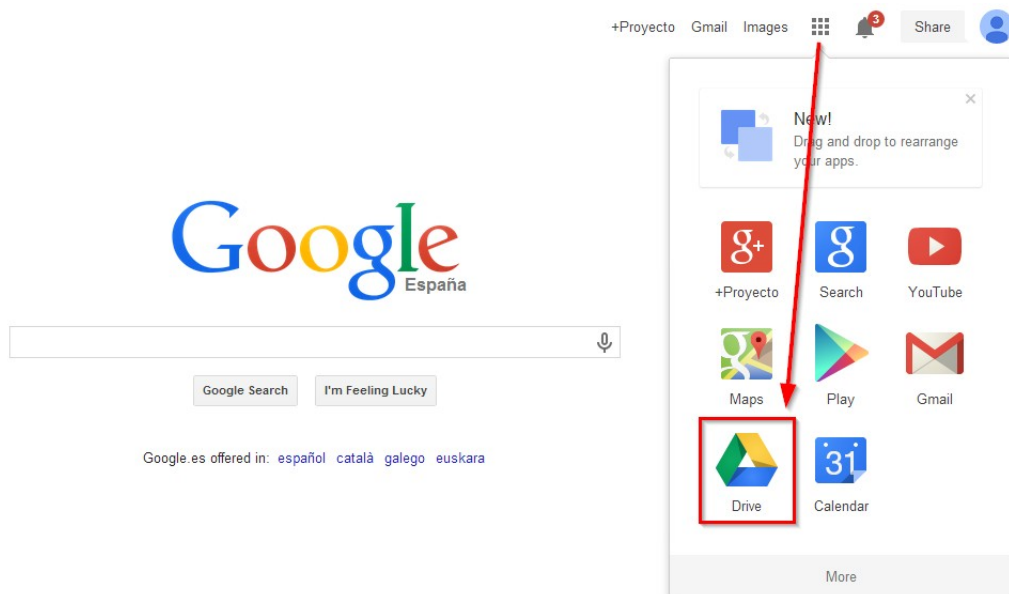 +Proyecto Gmail Images 3 Share
New!
Drag and drop to rearrange
your apps.
Google
España
g+ g
+Proyecto Search YouTube
g
Maps Play Gmail
Google Search I'm Feeling Lucky
Google.es offered in: español català galego euskara
31
Drive Calendar
More